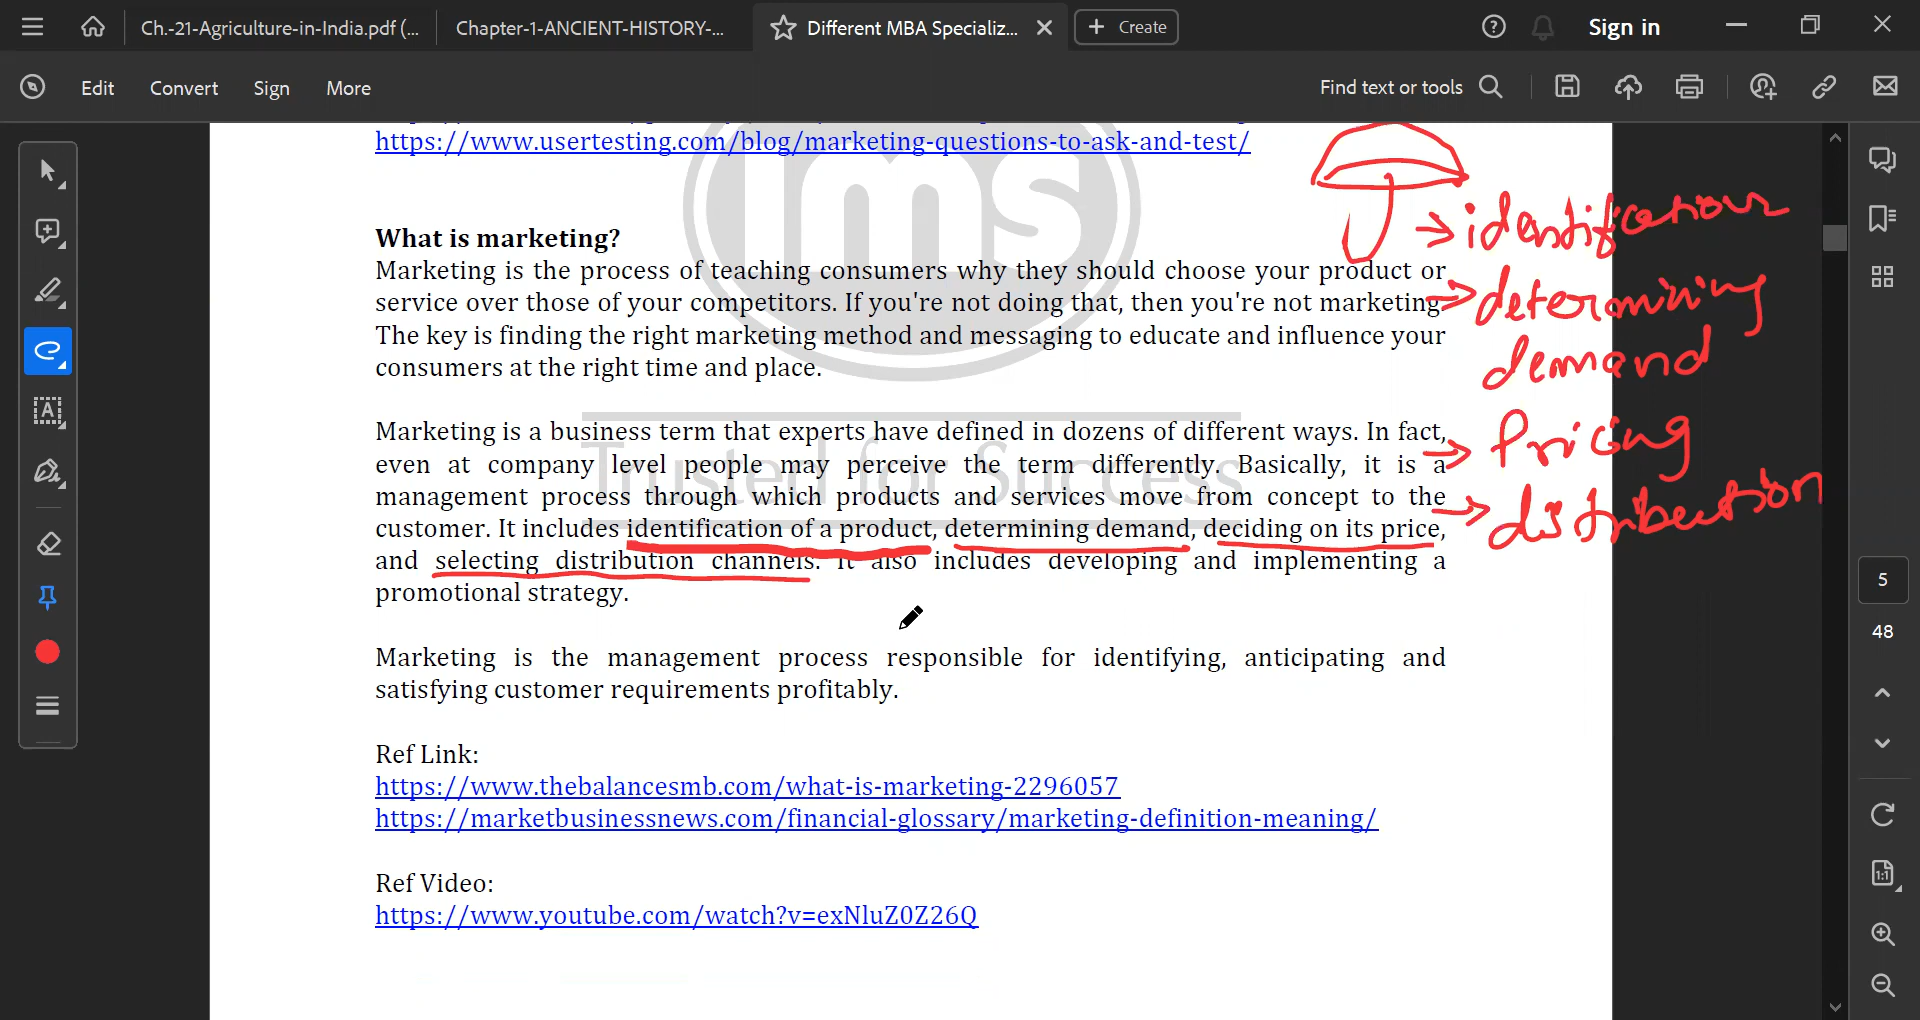 Ch.-21-Agriculture-in-India.pdf (...
Chapter-1-ANCIENT-HISTORY-...
Different MBA Specializ...
Create
Sign in
Edit
Convert
Sign
More
Find text or tools
https://www.usertesting.com/blog/marketing-questions-to-ask-and-test/
ims
What is marketing?
→ identification
Marketing is the process of teaching consumers why they should choose your product or
service over those of your competitors. If you're not doing that, then you're not marketing.
→ determining
The key is finding the right marketing method and messaging to educate and influence your
consumers at the right time and place.
demand
Marketing is a business term that experts have defined in dozens of different ways. In fact,
→ Pricing
even at company level people may perceive the term differently. Basically, it is a
Trusted for Success
management process through which products and services move from concept to the
→ distribution
customer. It includes identification of a product, determining demand, deciding on its price,
and selecting distribution channels. It also includes developing and implementing a
promotional strategy.
5
48
Marketing is the management process responsible for identifying, anticipating and
satisfying customer requirements profitably.
Ref Link:
https://www.thebalancesmb.com/what-is-marketing-2296057
https://marketbusinessnews.com/financial-glossary/marketing-definition-meaning/
Ref Video:
https://www.youtube.com/watch?v=exNluZ0Z26Q